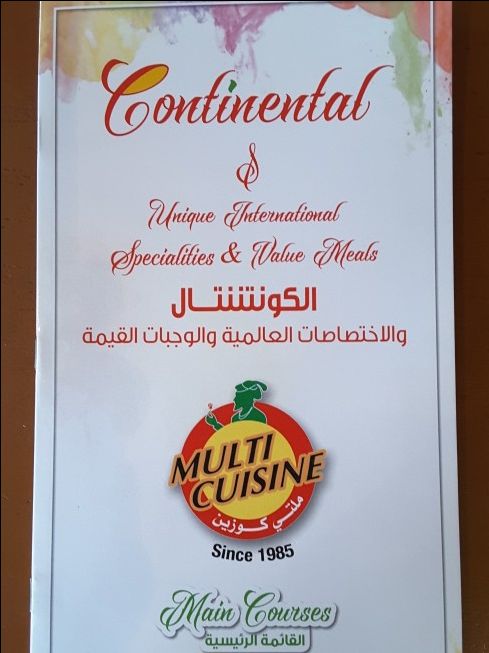 Continental
&
Unique International
Specialities & Value Meals
الكونتننتال
والاختصاصات العالمية والوجبات القيمة
MULTI
CUISINE
ملتي كوزين
Since 1985
Main Courses
القائمة الرئيسية